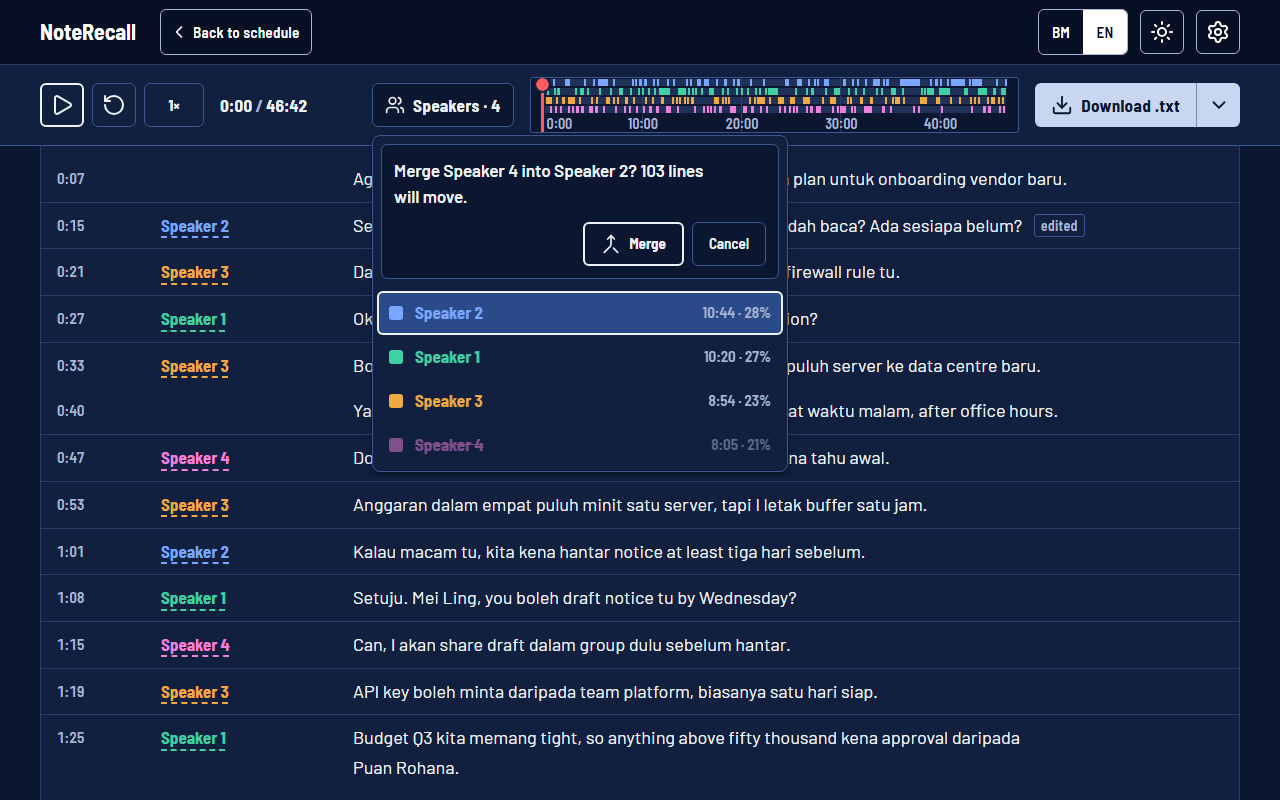 NoteRecall
Back to schedule
BM
EN
1×
0:00 / 46:42
Speakers · 4
0:00 10:00 20:00 30:00 40:00
Download .txt
Merge Speaker 4 into Speaker 2? 103 lines
will move.
Merge
Cancel
Speaker 2 10:44 · 28%
Speaker 1 10:20 · 27%
Speaker 3 8:54 · 23%
Speaker 4 8:05 · 21%
0:07 plan untuk onboarding vendor baru.
0:15 Speaker 2 baca? Ada sesiapa belum? edited
0:21 Speaker 3 firewall rule tu.
0:27 Speaker 1
0:33 Speaker 3 puluh server ke data centre baru.
0:40 waktu malam, after office hours.
0:47 Speaker 4 tahu awal.
0:53 Speaker 3 Anggaran dalam empat puluh minit satu server, tapi I letak buffer satu jam.
1:01 Speaker 2 Kalau macam tu, kita kena hantar notice at least tiga hari sebelum.
1:08 Speaker 1 Setuju. Mei Ling, you boleh draft notice tu by Wednesday?
1:15 Speaker 4 Can, I akan share draft dalam group dulu sebelum hantar.
1:19 Speaker 3 API key boleh minta daripada team platform, biasanya satu hari siap.
1:25 Speaker 1 Budget Q3 kita memang tight, so anything above fifty thousand kena approval daripada
Puan Rohana.